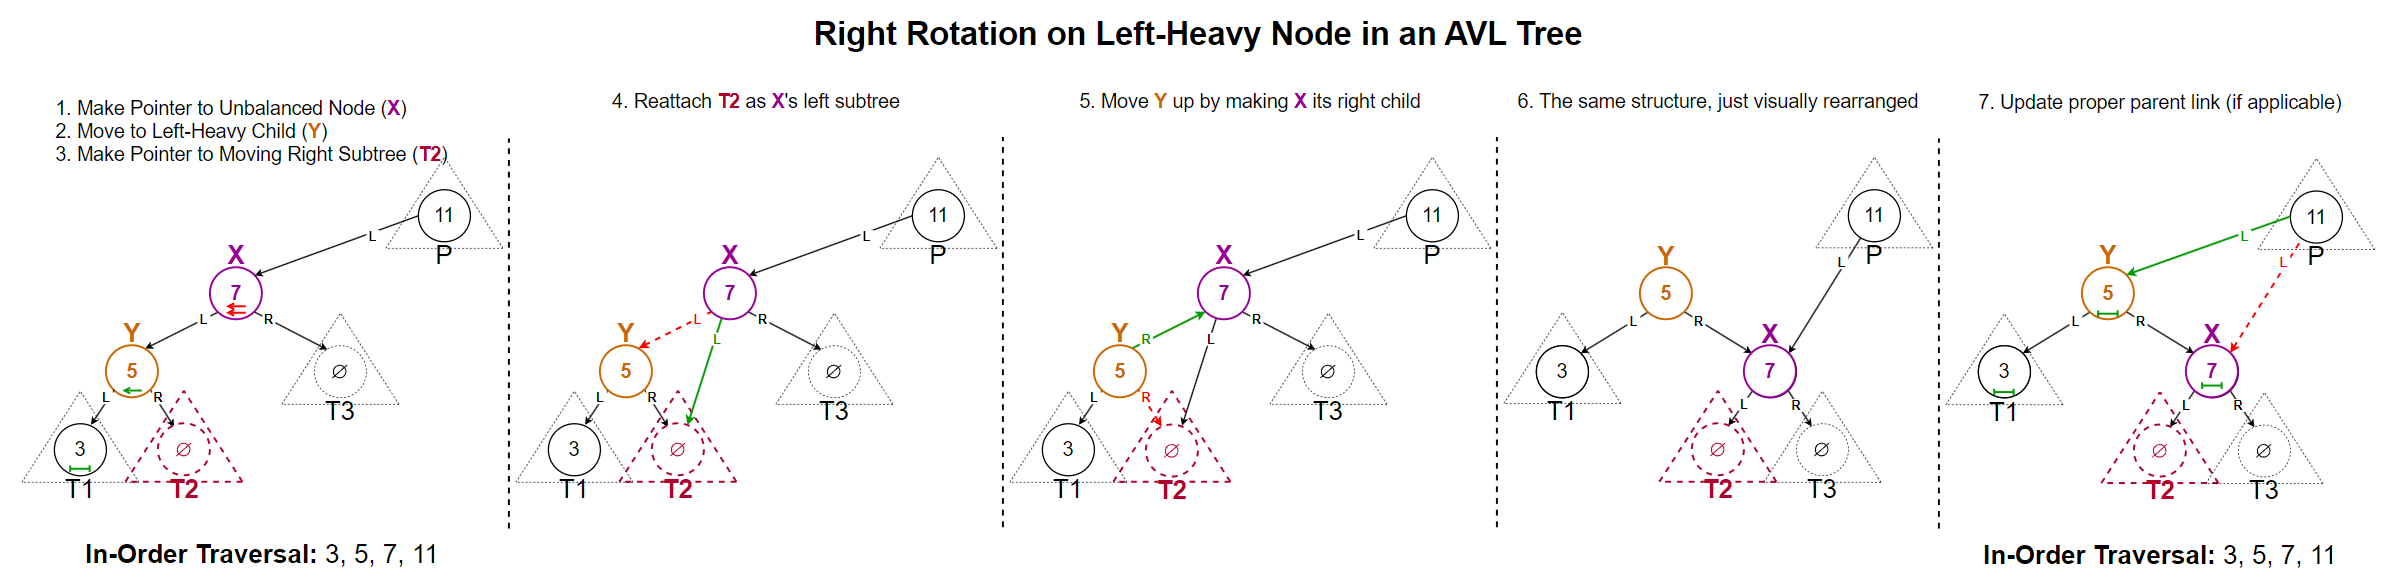 Right Rotation on Left-Heavy Node in an AVL Tree
1. Make Pointer to Unbalanced Node (X)
2. Move to Left-Heavy Child (Y)
3. Make Pointer to Moving Right Subtree (T2)
11
L
P
X
7
L
R
Y
5
L
R
∅
T3
3
T1
∅
T2
In-Order Traversal: 3, 5, 7, 11
4. Reattach T2 as X's left subtree
11
L
P
X
7
L
R
L
Y
5
L
R
∅
T3
3
T1
∅
T2
5. Move Y up by making X its right child
11
L
P
X
7
R
R
L
Y
5
L
R
∅
T3
3
T1
∅
T2
6. The same structure, just visually rearranged
11
P
L
Y
5
L
R
X
3
7
T1
L
R
∅
∅
T2
T3
7. Update proper parent link (if applicable)
11
L
P
L
Y
5
L
R
X
3
7
T1
L
R
∅
∅
T2
T3
In-Order Traversal: 3, 5, 7, 11